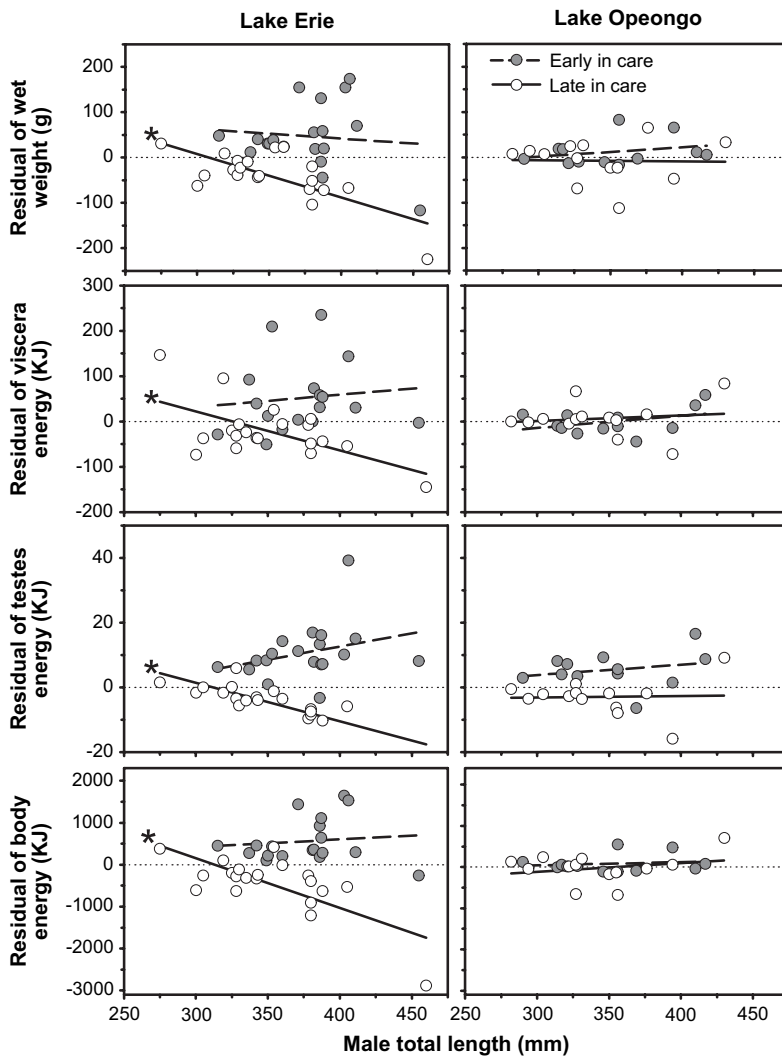 Lake Erie
Lake Opeongo
Residual of wet
weight (g)
200
100
0
-100
-200
*
Early in care
Late in care
Residual of viscera
energy (KJ)
300
200
100
0
-100
-200
*
Residual of testes
energy (KJ)
40
20
0
-20
*
Residual of body
energy (KJ)
2000
1000
0
-1000
-2000
-3000
*
250 300 350 400 450
250 300 350 400 450
Male total length (mm)